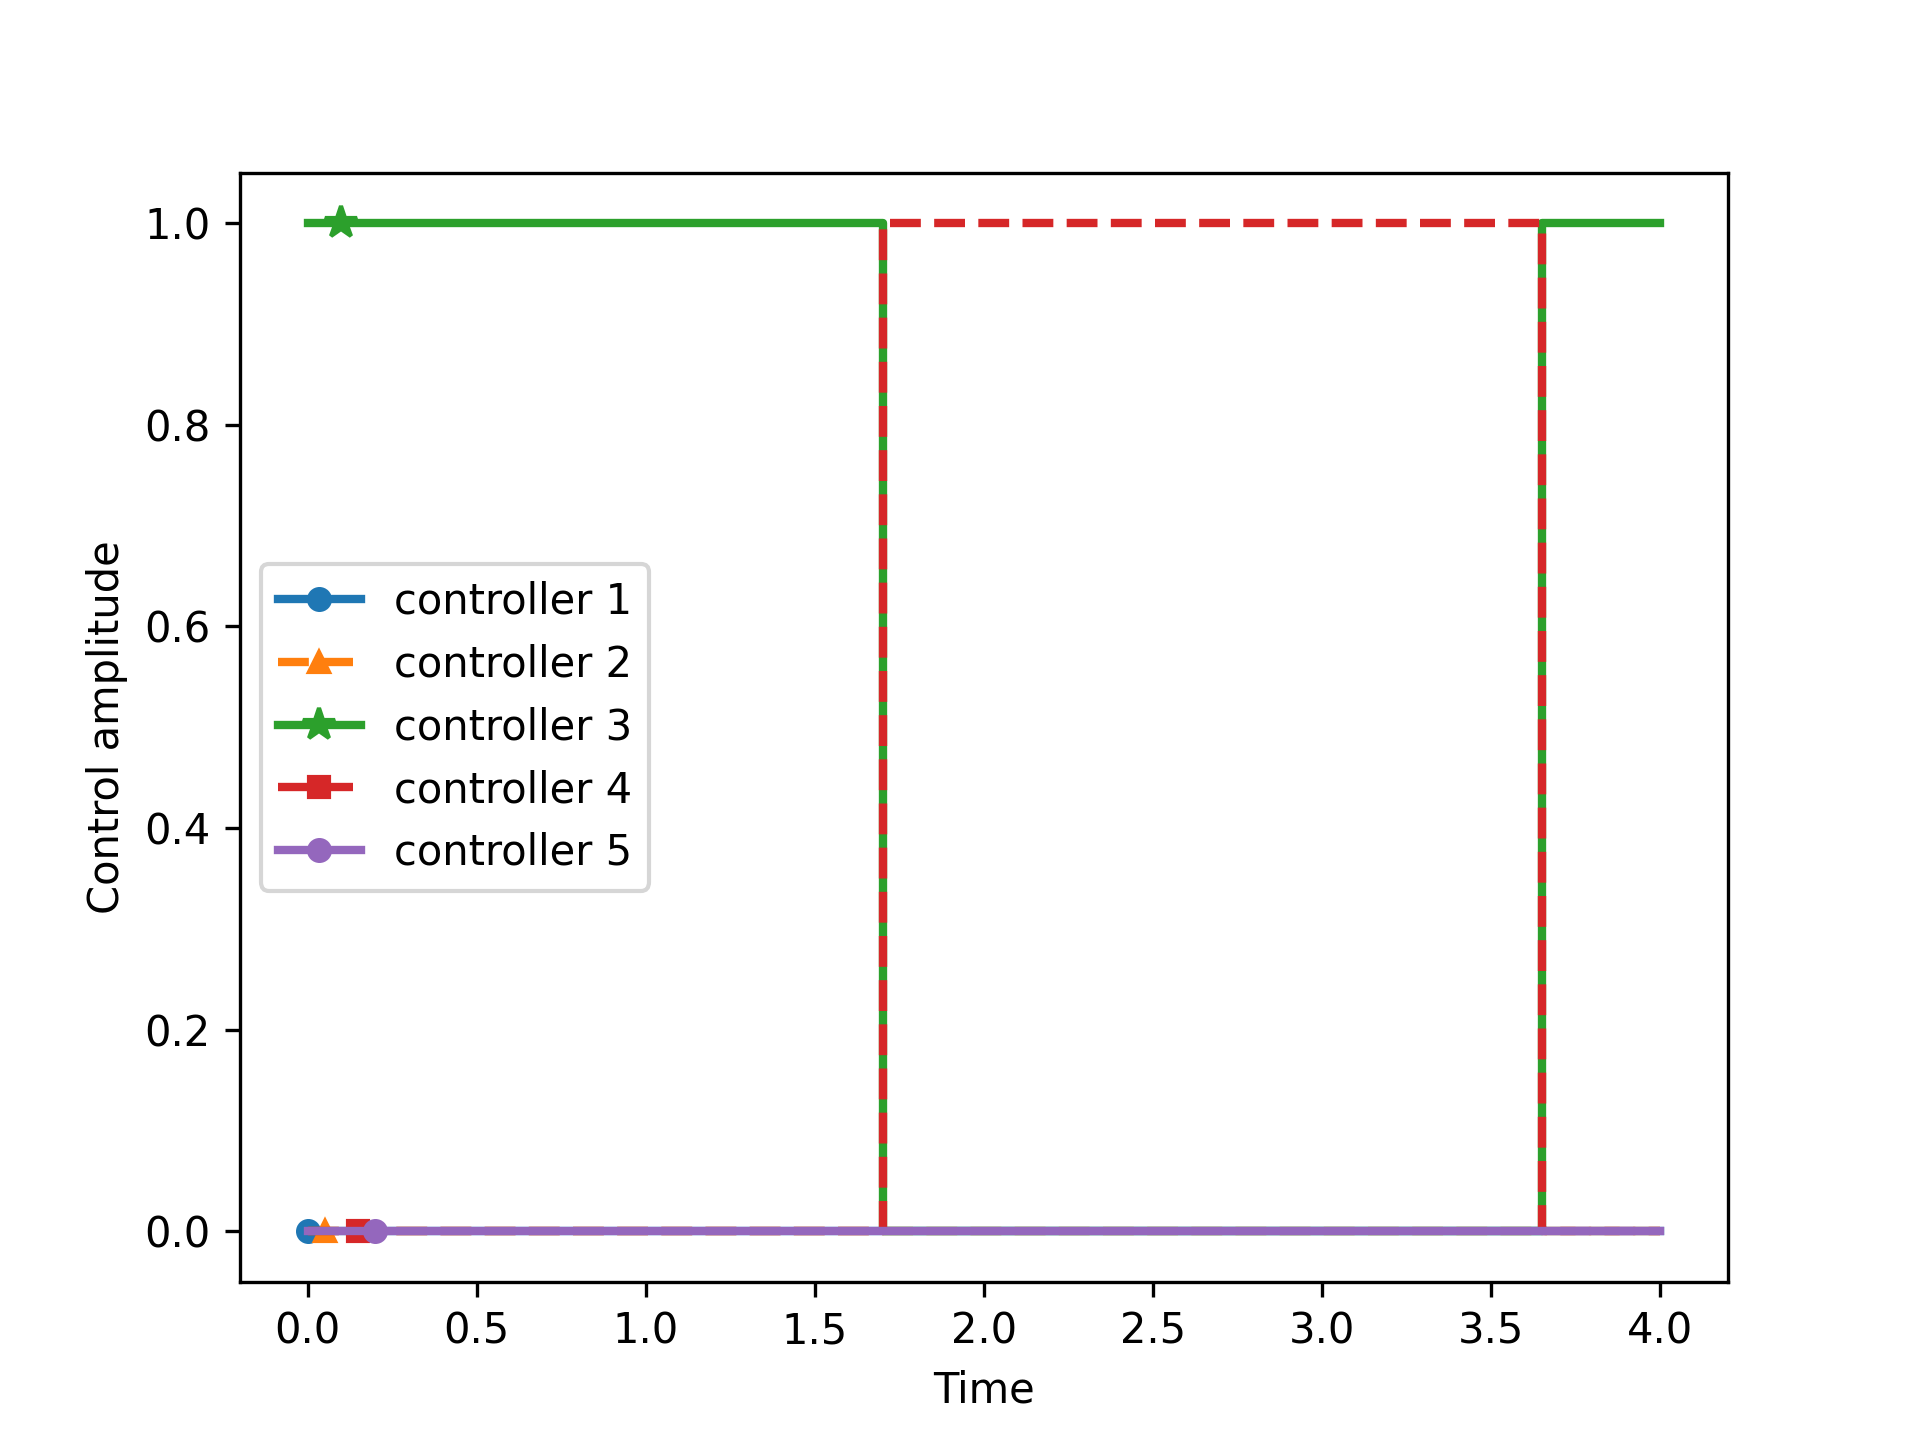 1.0
0.8
0.6
0.4
0.2
0.0
Control amplitude
controller 1
controller 2
controller 3
controller 4
controller 5
0.0 0.5 1.0 1.5 2.0 2.5 3.0 3.5 4.0
Time